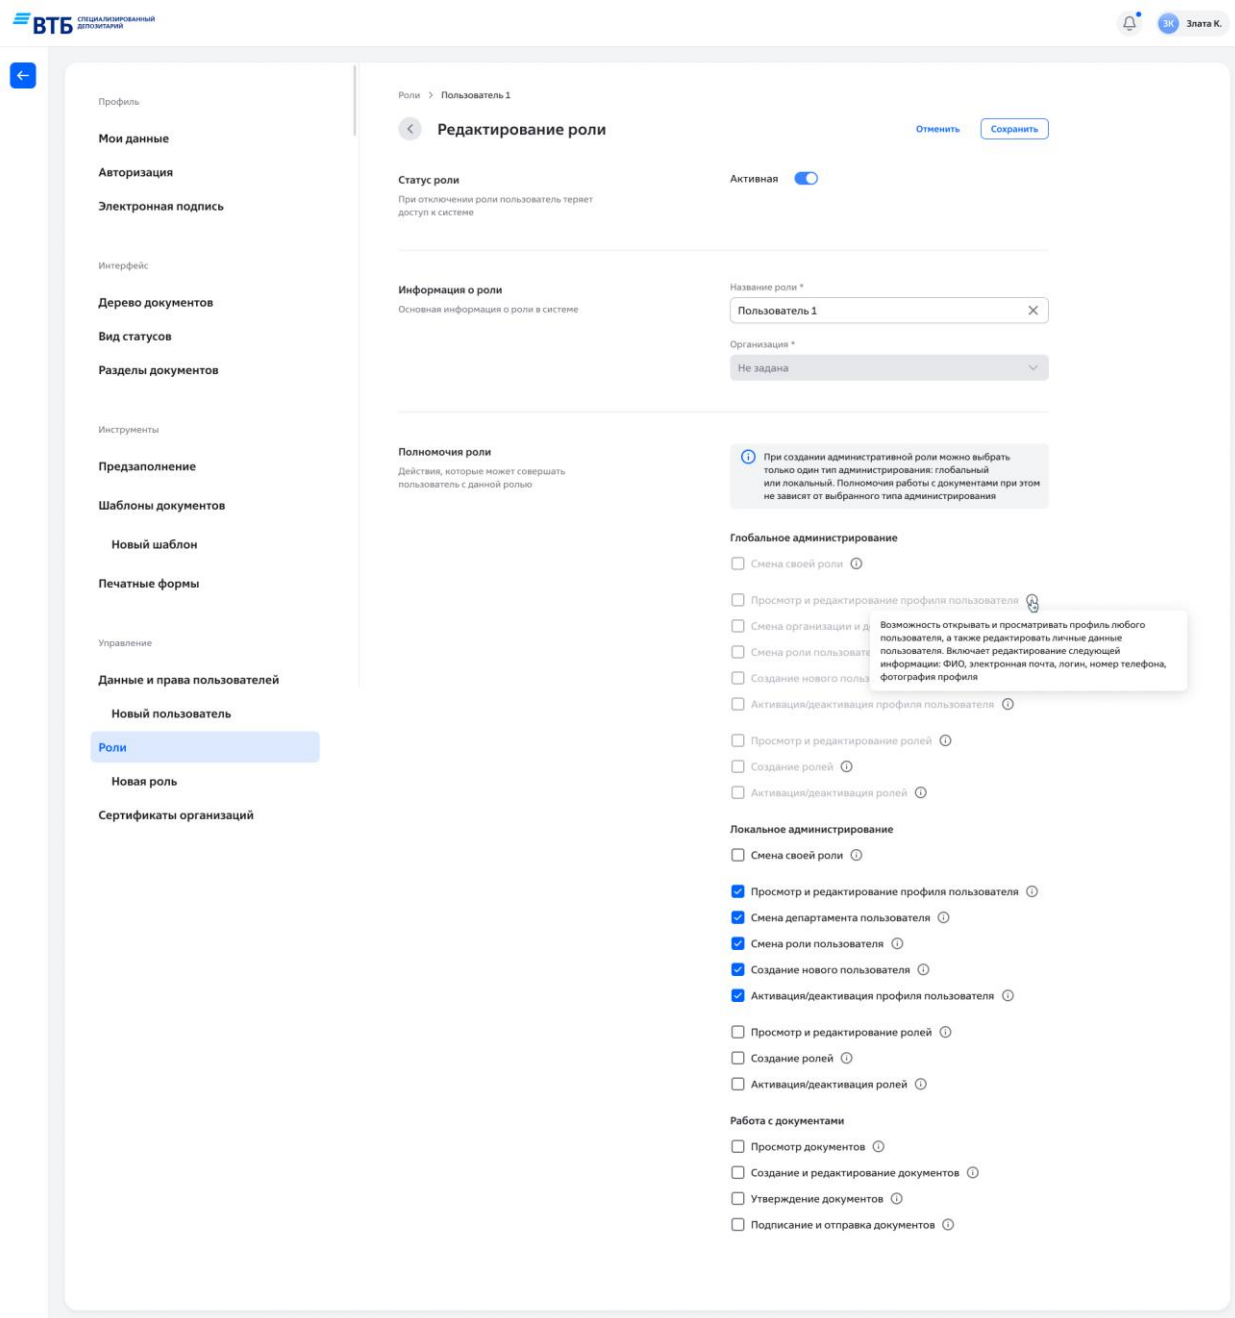 ВТБ СПЕЦИАЛИЗИРОВАННЫЙ
ДЕПОЗИТАРИЙ
ЗК Злата К.
Профиль
Мои данные
Авторизация
Электронная подпись
Интерфейс
Дерево документов
Вид статусов
Разделы документов
Инструменты
Предзаполнение
Шаблоны документов
Новый шаблон
Печатные формы
Управление
Данные и права пользователей
Новый пользователь
Роли
Новая роль
Сертификаты организаций
Роли > Пользователь 1
Редактирование роли
Отменить
Сохранить
Статус роли
При отключении роли пользователь теряет
доступ к системе
Активная
Информация о роли
Основная информация о роли в системе
Название роли *
Пользователь 1
Организация *
Не задана
Полномочия роли
Действия, которые может совершать
пользователь с данной ролью
При создании административной роли можно выбрать
только один тип администрирования: глобальный
или локальный. Полномочия работы с документами при этом
не зависят от выбранного типа администрирования
Глобальное администрирование
Смена своей роли
Просмотр и редактирование профиля пользователя
Смена организации и
Смена роли
Создание нового
Возможность открывать и просматривать профиль любого
пользователя, а также редактировать личные данные
пользователя. Включает редактирование следующей
информации: ФИО, электронная почта, логин, номер телефона,
фотография профиля
Активация/деактивация профиля пользователя
Просмотр и редактирование ролей
Создание ролей
Активация/деактивация ролей
Локальное администрирование
Смена своей роли
Просмотр и редактирование профиля пользователя
Смена департамента пользователя
Смена роли пользователя
Создание нового пользователя
Активация/деактивация профиля пользователя
Просмотр и редактирование ролей
Создание ролей
Активация/деактивация ролей
Работа с документами
Просмотр документов
Создание и редактирование документов
Утверждение документов
Подписание и отправка документов